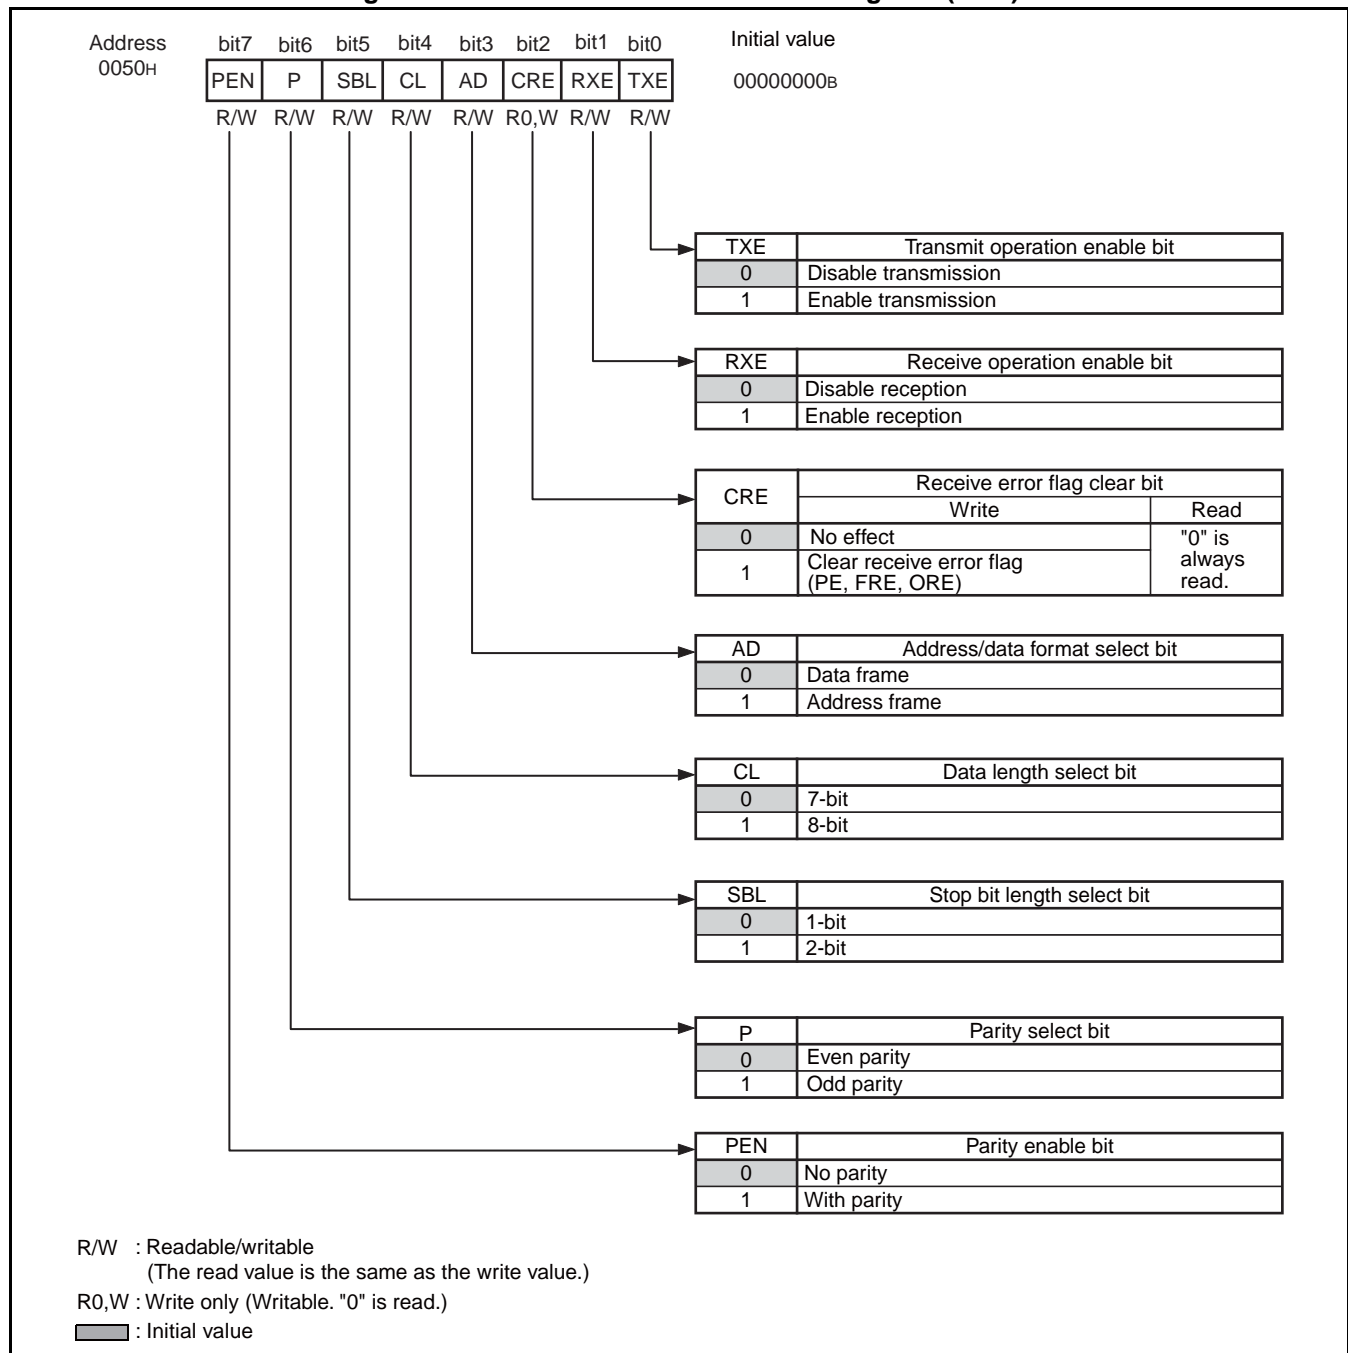 Address bit7 bit6 bit5 bit4 bit3 bit2 bit1 bit0 Initial value
0050H PEN P SBL CL AD CRE RXE TXE 00000000B
R/W R/W R/W R/W R/W R0,W R/W R/W
TXE Transmit operation enable bit
0 Disable transmission
1 Enable transmission
RXE Receive operation enable bit
0 Disable reception
1 Enable reception
CRE Receive error flag clear bit
Write Read
0 No effect "0" is
always
read.
1 Clear receive error flag
(PE, FRE, ORE)
AD Address/data format select bit
0 Data frame
1 Address frame
CL Data length select bit
0 7-bit
1 8-bit
SBL Stop bit length select bit
0 1-bit
1 2-bit
P Parity select bit
0 Even parity
1 Odd parity
PEN Parity enable bit
0 No parity
1 With parity
R/W : Readable/writable
(The read value is the same as the write value.)
R0,W : Write only (Writable. "0" is read.)
: Initial value